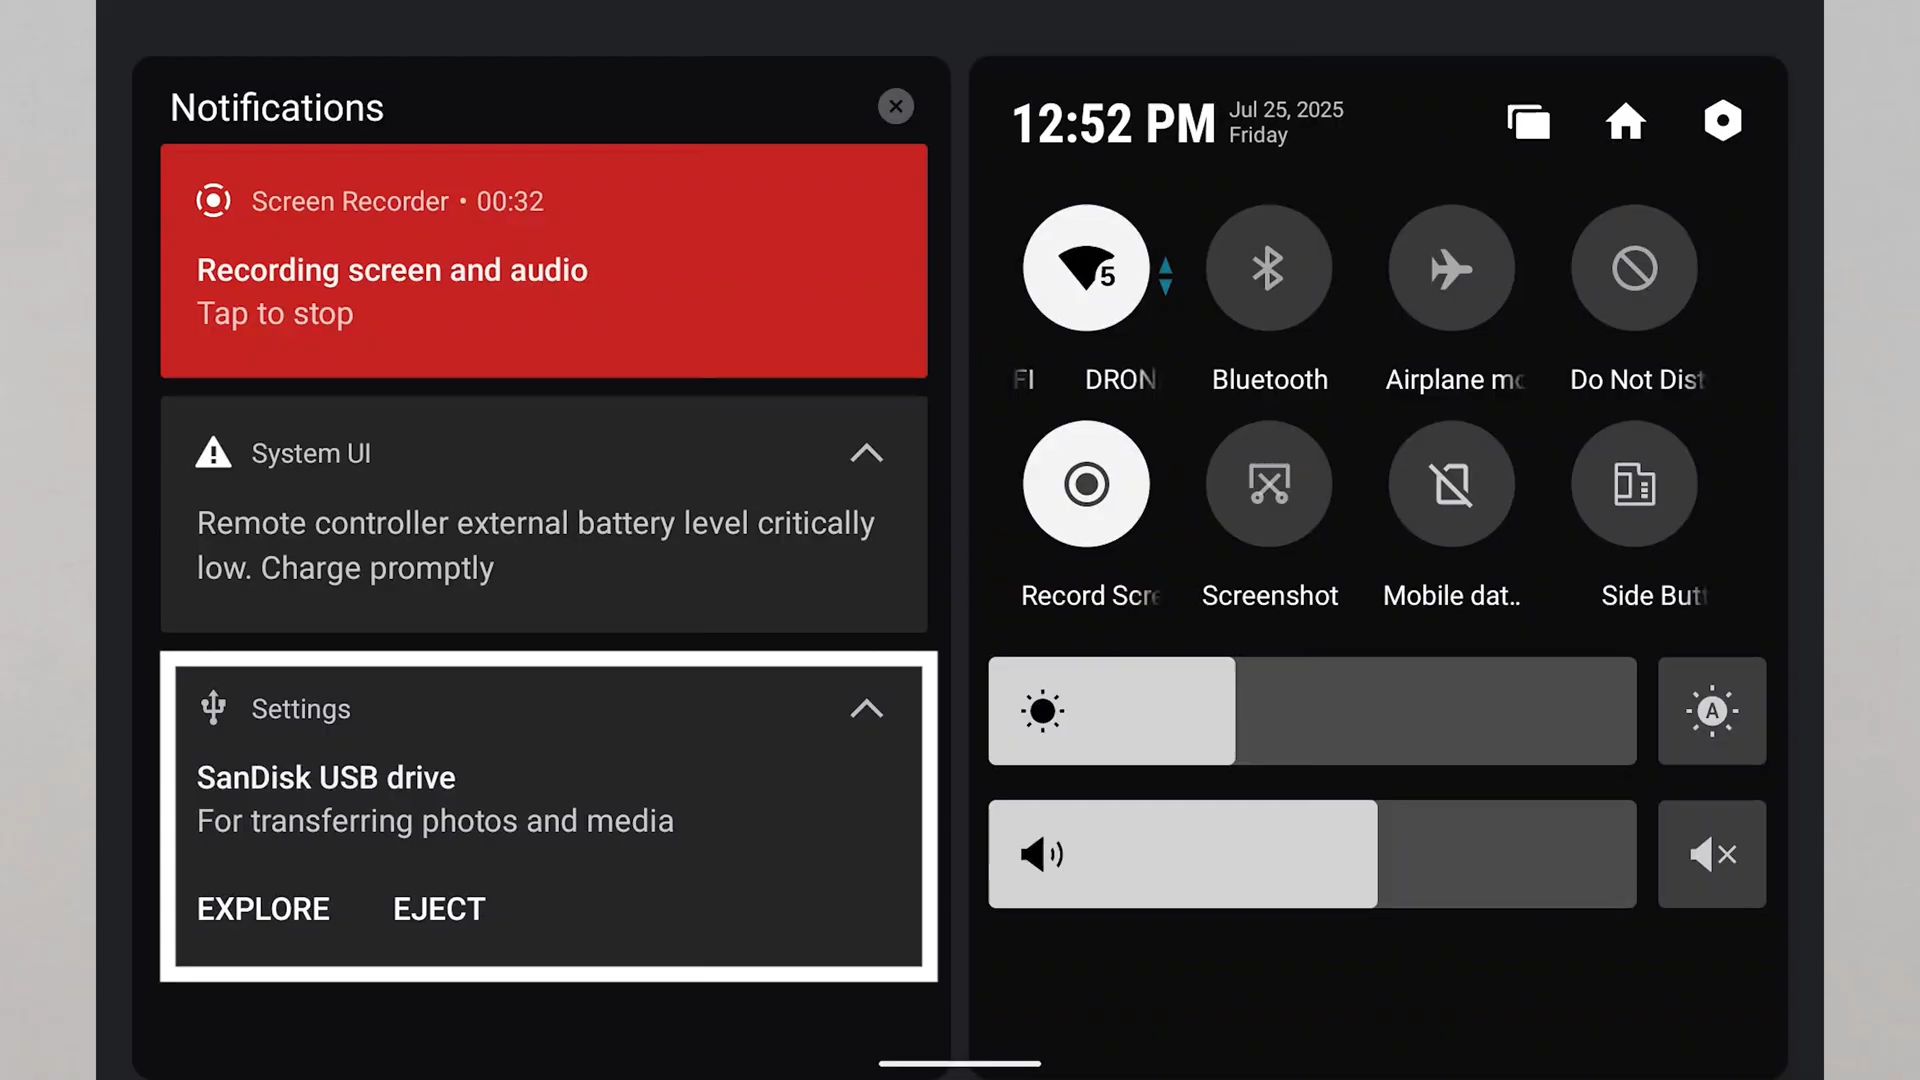 Notifications
Screen Recorder • 00:32
Recording screen and audio
Tap to stop
System UI
Remote controller external battery level critically
low. Charge promptly
Settings
SanDisk USB drive
For transferring photos and media
EXPLORE EJECT
12:52 PM
Jul 25, 2025
Friday
5
FI DRON
Bluetooth
Airplane mo
Do Not Dist
Record Scre
Screenshot
Mobile dat..
Side Butt
A